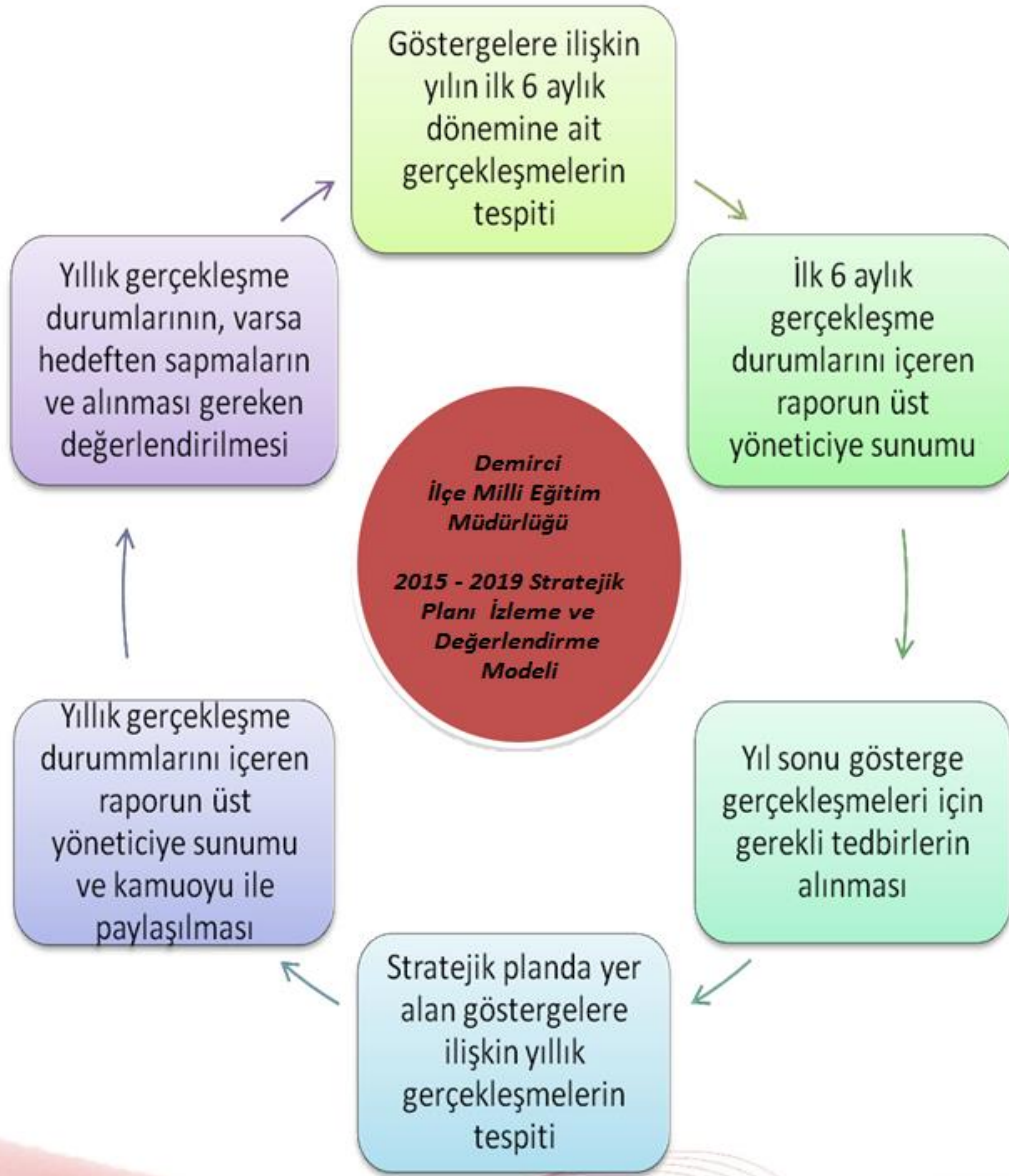 Göstergelere ilişkin
yılın ilk 6 aylık
dönemine ait
gerçekleşmelerin
tespiti
İlk 6 aylık
gerçekleşme
durumlarını içeren
raporun üst
yöneticiye sunumu
Yıl sonu gösterge
gerçekleşmeleri için
gerekli tedbirlerin
alınması
Stratejik planda yer
alan göstergelere
ilişkin yıllık
gerçekleşmelerin
tespiti
Yıllık gerçekleşme
durummlarını içeren
raporun üst
yöneticiye sunumu
ve kamuoyu ile
paylaşılması
Yıllık gerçekleşme
durumlarının, varsa
hedeften sapmaların
ve alınması gereken
değerlendirilmesi
Demirci
İlçe Milli Eğitim
Müdürlüğü
2015 - 2019 Stratejik
Planı İzleme ve
Değerlendirme
Modeli